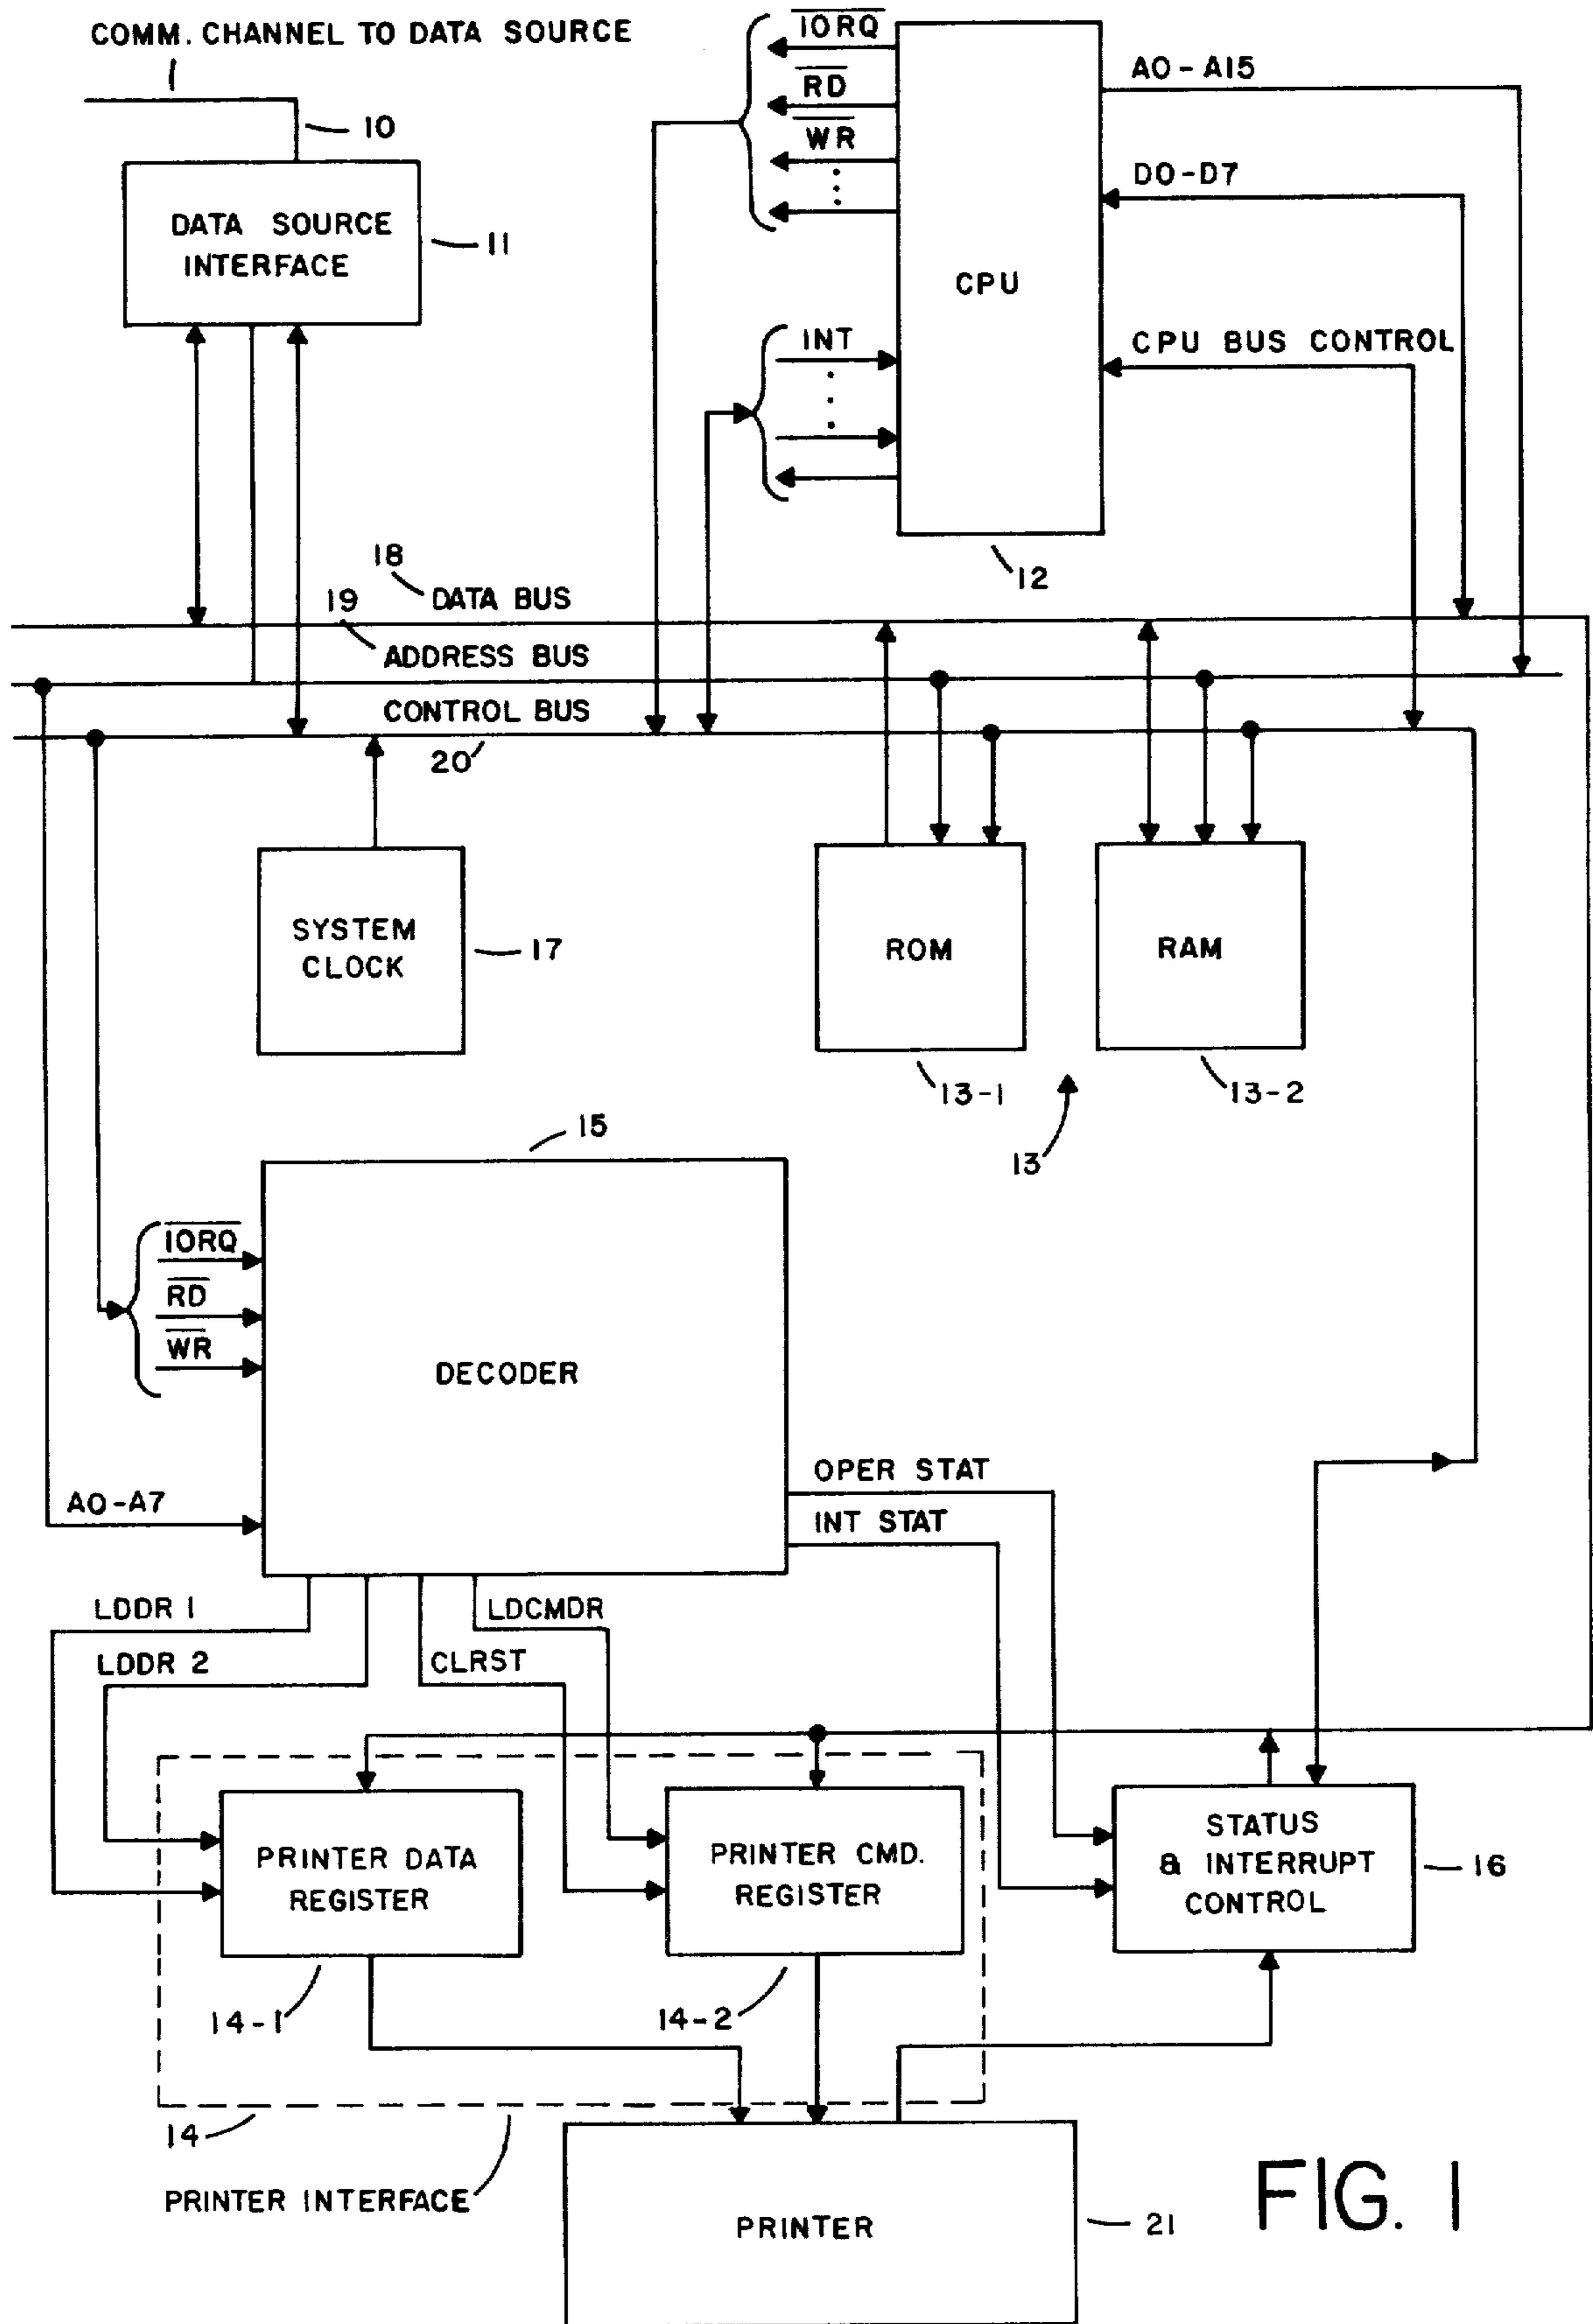 COMM. CHANNEL TO DATA SOURCE
10
DATA SOURCE
INTERFACE
11
IORQ
RD
WR
INT
CPU
12
A0-A15
D0-D7
CPU BUS CONTROL
18
DATA BUS
19
ADDRESS BUS
CONTROL BUS
20
SYSTEM
CLOCK
17
ROM
13-1
RAM
13-2
13
15
IORQ
RD
WR
DECODER
A0-A7
OPER STAT
INT STAT
LDDR 1
LDDR 2
LDCMDR
CLRST
PRINTER DATA
REGISTER
14-1
PRINTER CMD.
REGISTER
14-2
STATUS
& INTERRUPT
CONTROL
16
14
PRINTER INTERFACE
PRINTER
21
FIG. 1